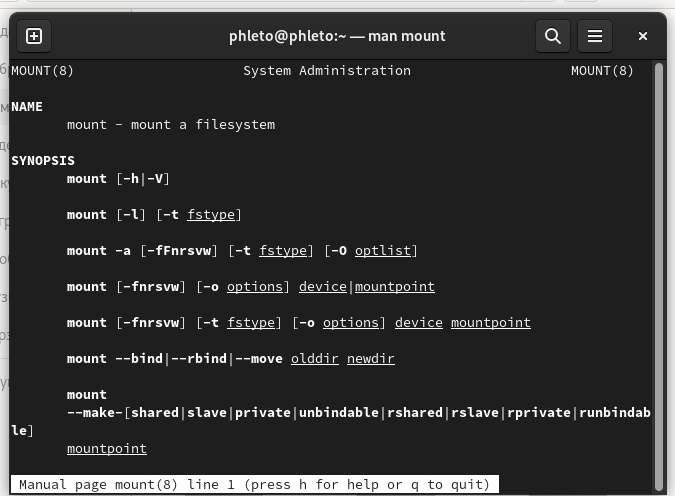 phleto@phleto:~ — man mount
MOUNT(8) System Administration MOUNT(8)
NAME
mount - mount a filesystem
SYNOPSIS
mount [-h|-V]
mount [-l] [-t fstype]
mount -a [-fFnrsvw] [-t fstype] [-O optlist]
mount [-fnrsvw] [-o options] device|mountpoint
mount [-fnrsvw] [-t fstype] [-o options] device mountpoint
mount --bind|--rbind|--move olddir newdir
mount
--make-[shared|slave|private|unbindable|rshared|rslave|rprivate|runbindab
le]
mountpoint
Manual page mount(8) line 1 (press h for help or q to quit)